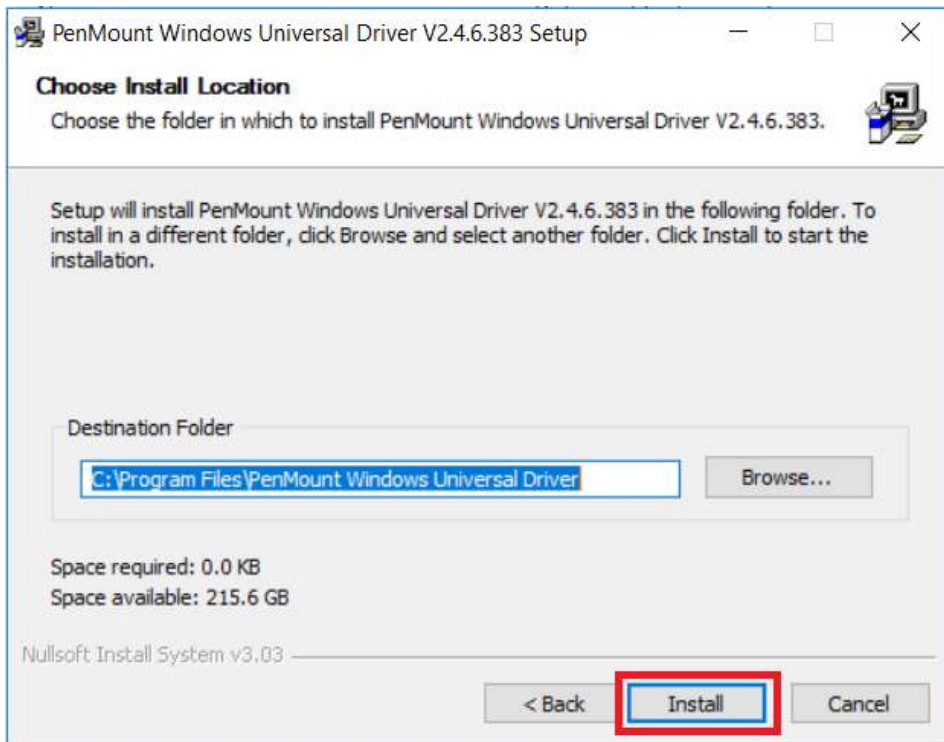 PenMount Windows Universal Driver V2.4.6.383 Setup
Choose Install Location
Choose the folder in which to install PenMount Windows Universal Driver V2.4.6.383.
Setup will install PenMount Windows Universal Driver V2.4.6.383 in the following folder. To
install in a different folder, click Browse and select another folder. Click Install to start the
installation.
Destination Folder
C:\Program Files\PenMount Windows Universal Driver
Browse...
Space required: 0.0 KB
Space available: 215.6 GB
Nullsoft Install System v3.03
< Back
Install
Cancel